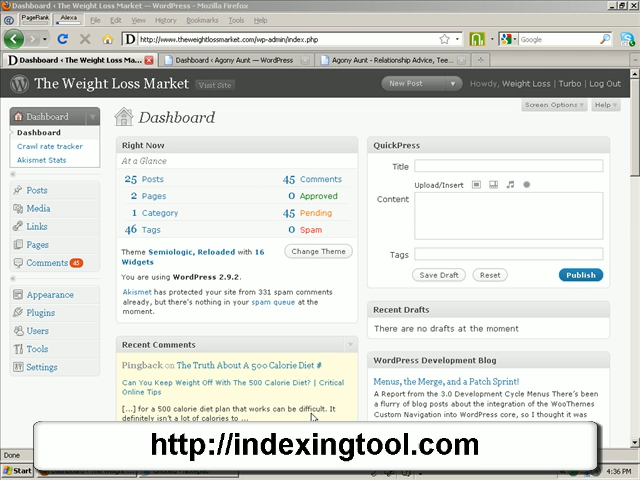 Dashboard ‹ The Weight Loss Market — WordPress - Mozilla Firefox
PageRank Alexa File Edit View History Bookmarks Tools Help
http://www.theweightlossmarket.com/wp-admin/index.php
Google
Dashboard ‹ The Weight Loss Mark... Dashboard ‹ Agony Aunt — WordPress Agony Aunt - Relationship Advice, Tee...
The Weight Loss Market Visit Site New Post Howdy, Weight Loss | Turbo | Log Out
Screen Options Help
Dashboard
Dashboard
Dashboard
Crawl rate tracker
Akismet Stats
Posts
Media
Links
Pages
Comments 45
Appearance
Plugins
Users
Tools
Settings
Right Now
At a Glance
25 Posts 45 Comments
2 Pages 0 Approved
1 Category 45 Pending
46 Tags 0 Spam
Theme Semiologic, Reloaded with 16
Widgets
Change Theme
You are using WordPress 2.9.2.
Akismet has protected your site from 331 spam comments
already, but there's nothing in your spam queue at the
moment.
Recent Comments
Pingback on The Truth About A 500 Calorie Diet #
Can You Keep Weight Off With The 500 Calorie Diet? | Critical
Online Tips
[...] for a 500 calorie diet plan that works can be difficult. It
definitely isn't a lot of calories to ...
QuickPress
Title
Upload/Insert
Content
Tags
Save Draft Reset Publish
Recent Drafts
There are no drafts at the moment
WordPress Development Blog
Menus, the Merge, and a Patch Sprint!
A Report from the 3.0 Development Cycle Menus There's
been a flurry of blog posts about the integration of the WooThemes
Custom Navigation into WordPress core, so I thought it was
http://indexingtool.com
Done
Start
4:36 PM